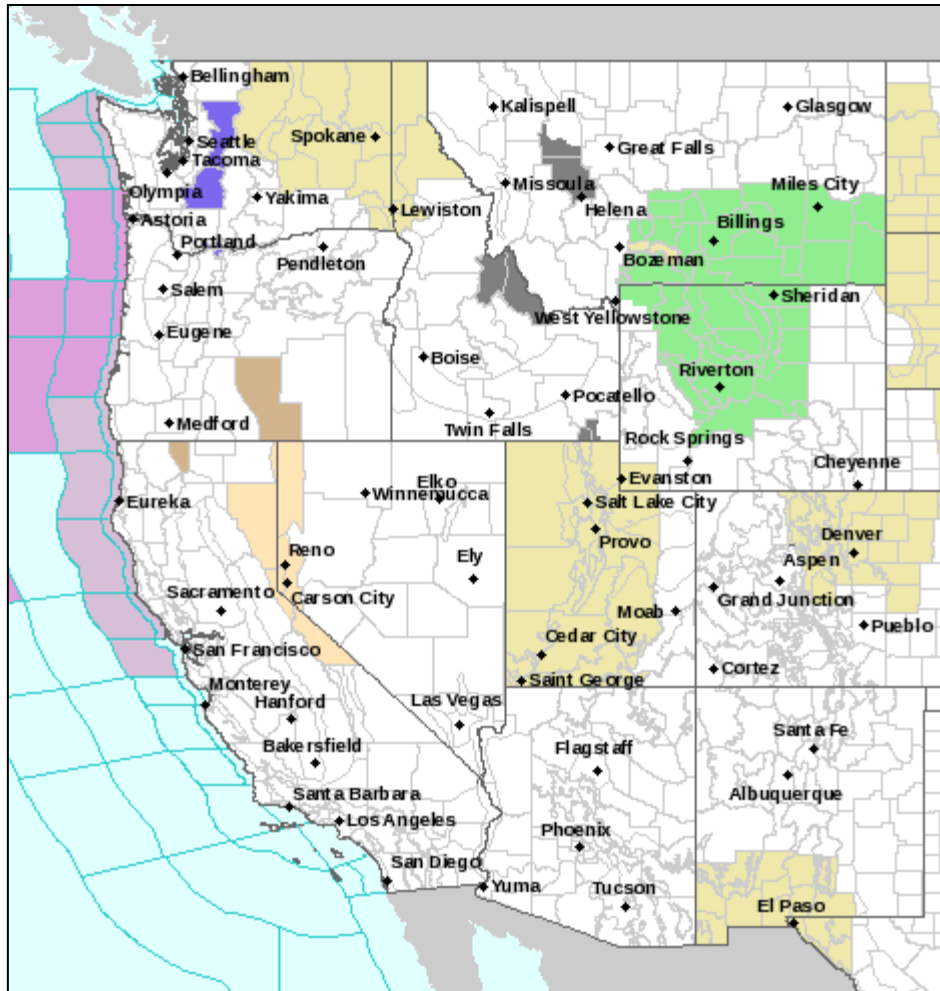 Bellingham
Kalispell
Glasgow
Spokane
Seattle
Great Falls
Tacoma
Missoula
Miles City
Olympia
Yakima
Lewiston
Helena
Astoria
Billings
Portland
Pendleton
Bozeman
Salem
Sheridan
West Yellowstone
Eugene
Boise
Riverton
Pocatello
Medford
Twin Falls
Rock Springs
Cheyenne
Elko
Evanston
Eureka
Winnemucca
Salt Lake City
Provo
Denver
Reno
Ely
Aspen
Sacramento
Carson City
Grand Junction
Moab
Pueblo
San Francisco
Cedar City
Cortez
Saint George
Monterey
Hanford
Las Vegas
Bakersfield
Flagstaff
Santa Fe
Albuquerque
Santa Barbara
Los Angeles
Phoenix
San Diego
Yuma
Tucson
El Paso